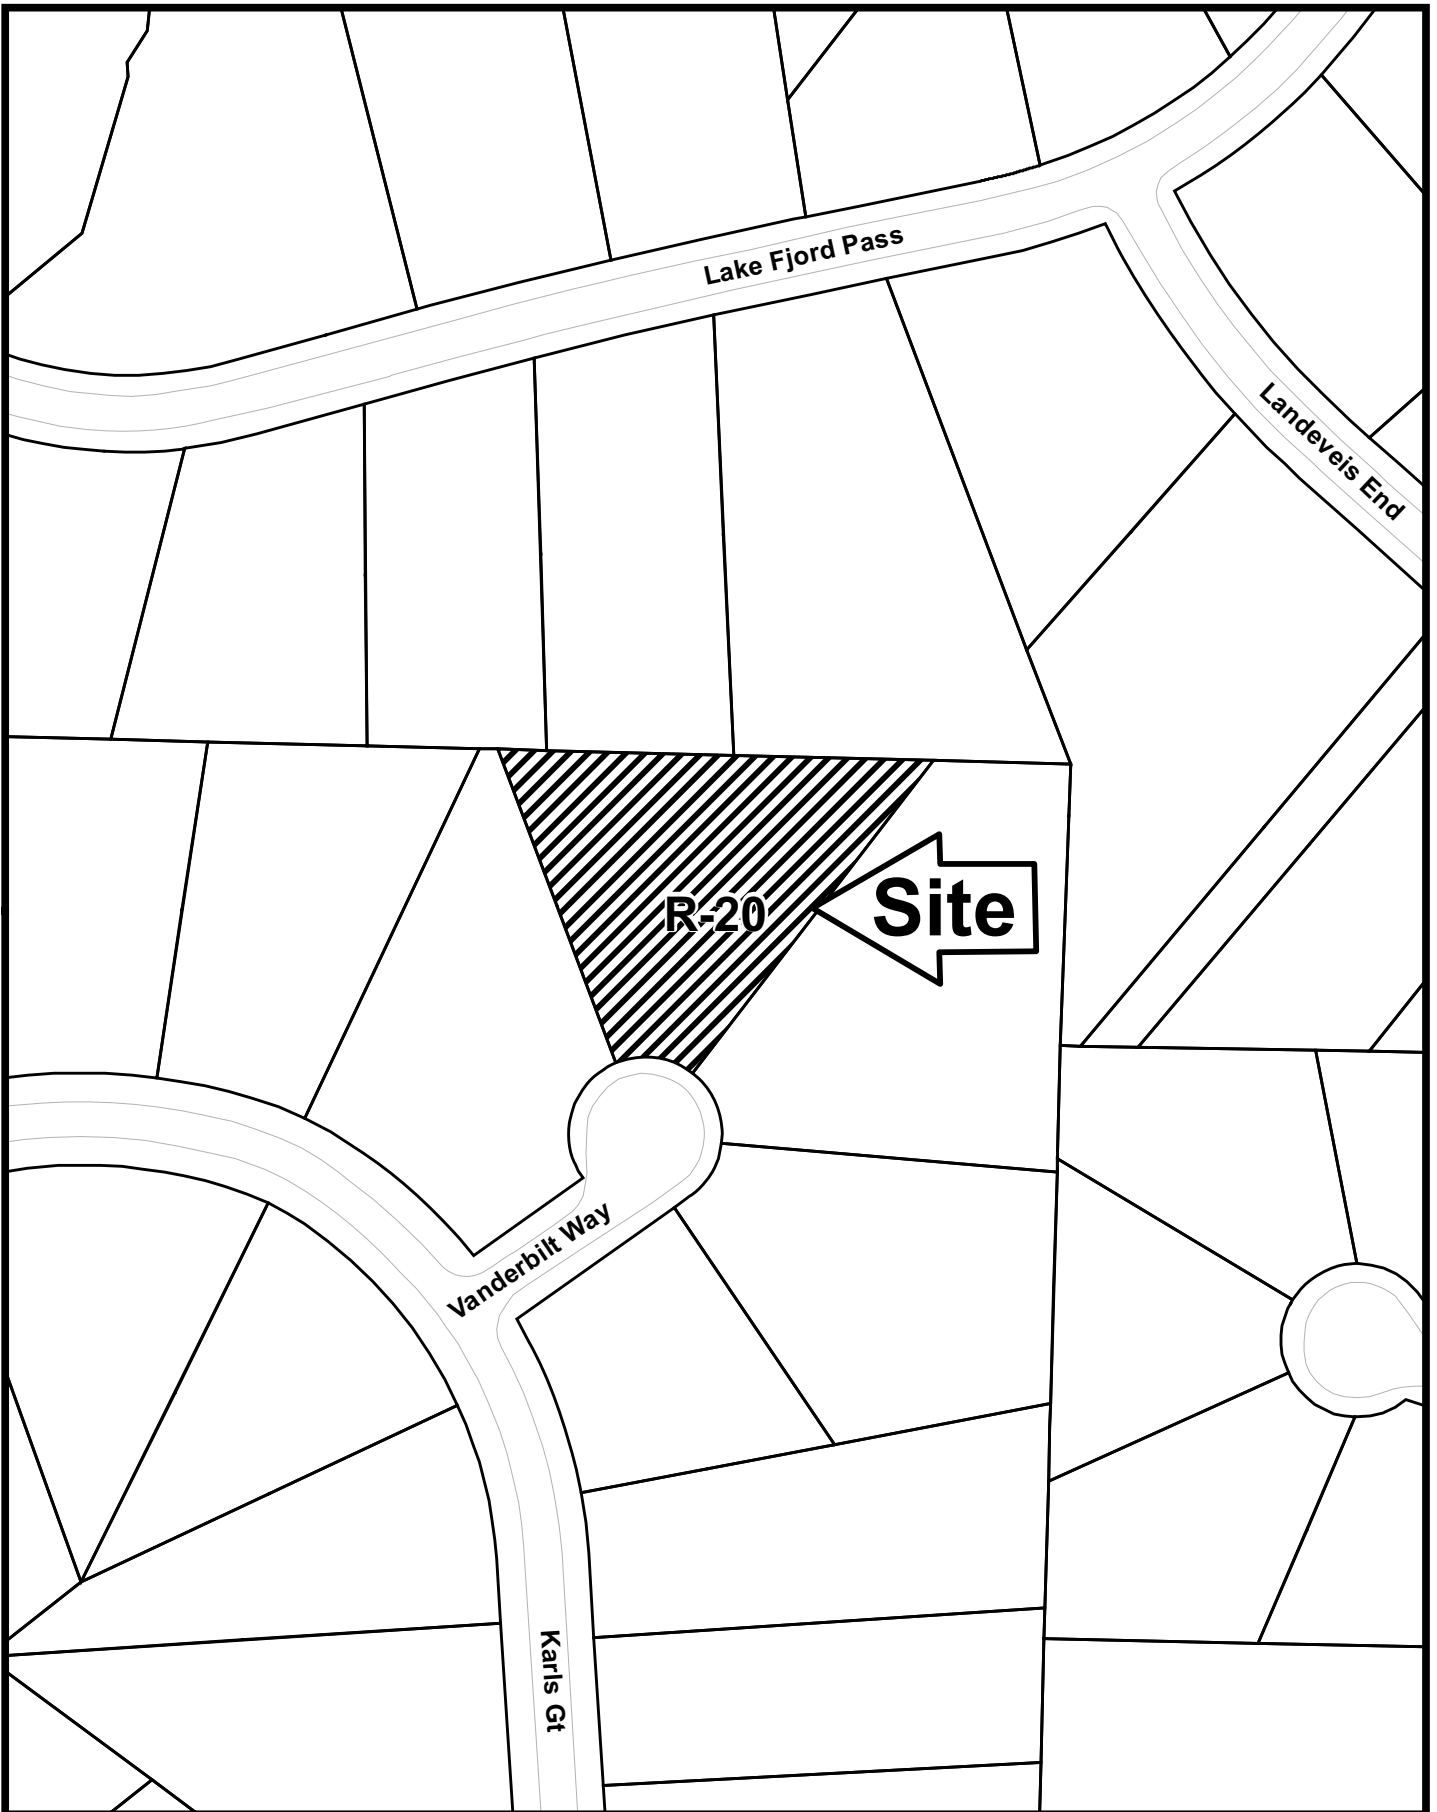 Lake Fjord Pass
Landeveis End
R-20
Site
Vanderbilt Way
Karls Gt